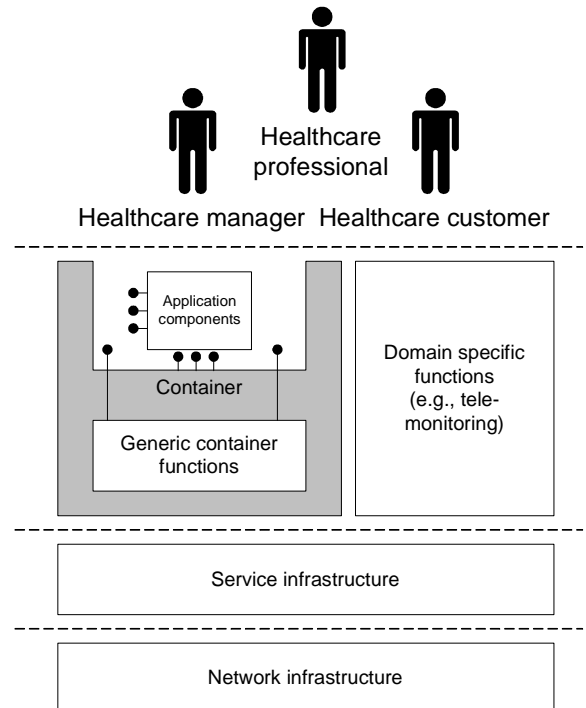 Healthcare
professional
Healthcare manager
Healthcare customer
Application
components
Container
Generic container
functions
Domain specific
functions
(e.g., tele-
monitoring)
Service infrastructure
Network infrastructure